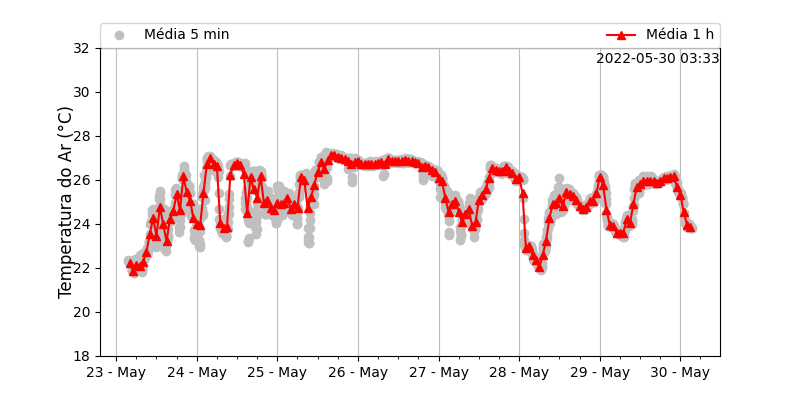 Média 5 min
Média 1 h
2022-05-30 03:33
Temperatura do Ar (°C)
32
30
28
26
24
22
20
18
23 - May
24 - May
25 - May
26 - May
27 - May
28 - May
29 - May
30 - May